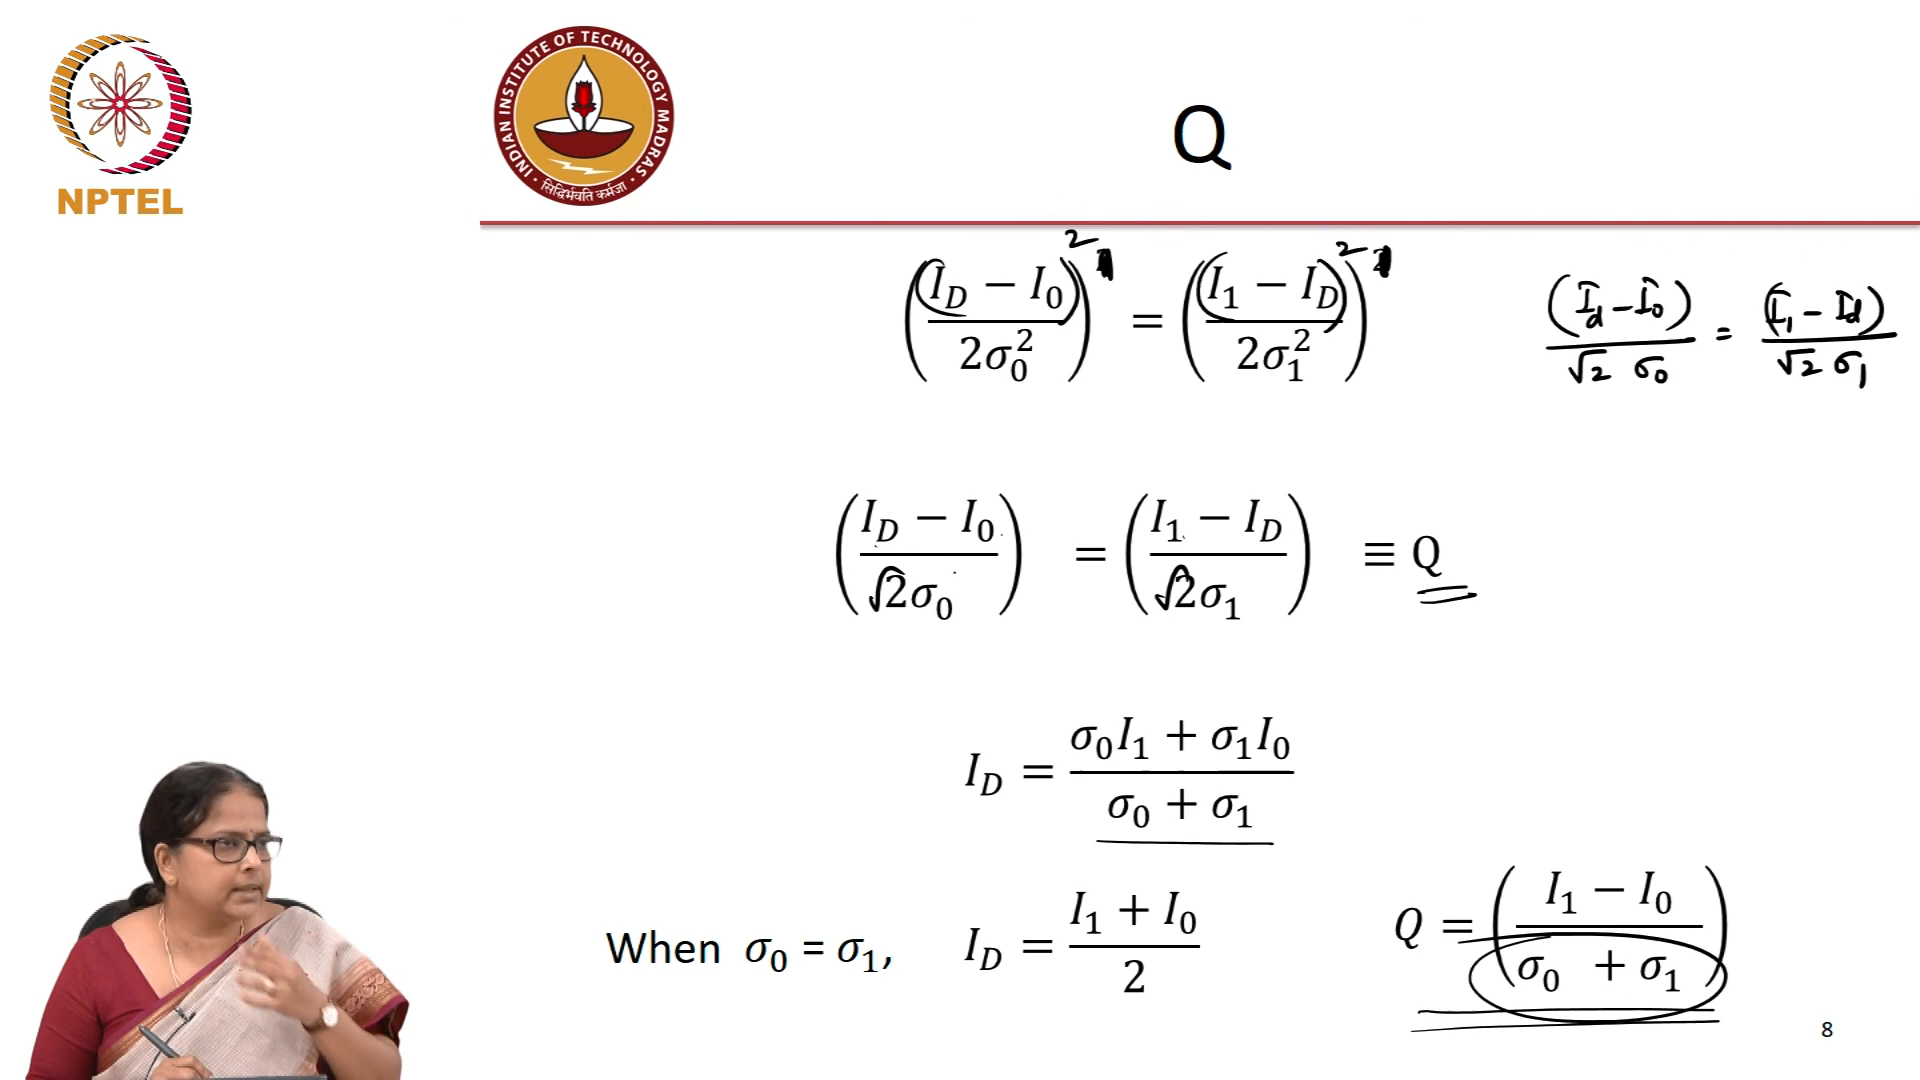 NPTEL
INDIAN INSTITUTE OF TECHNOLOGY MADRAS
सिद्धिर्भवति कर्मजा
Q
((I_D − I_0)/2σ_0^2)^2 = ((I_1 − I_D)/2σ_1^2)^2
(I_d − I_0)/√2 σ_0 = (I_1 − I_d)/√2 σ_1
((I_D − I_0)/√2σ_0) = ((I_1 − I_D)/√2σ_1) ≡ Q
I_D = (σ_0I_1 + σ_1I_0)/(σ_0 + σ_1)
When σ_0 = σ_1, I_D = (I_1 + I_0)/2
Q = ((I_1 − I_0)/(σ_0 + σ_1))
8